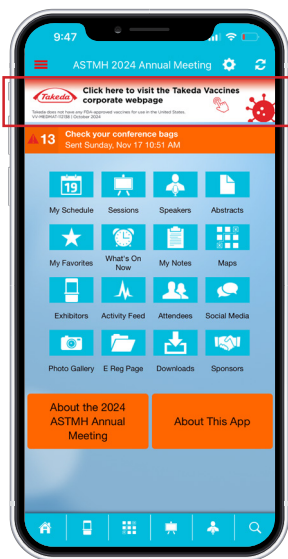 9:47
ASTMH 2024 Annual Meeting
Takeda
Click here to visit the Takeda Vaccines
corporate webpage
Takeda does not have any FDA-approved vaccines for use in the United States.
VV-MEDMAT-13188 | October 2024
13
Check your conference bags
Sent Sunday, Nov 17 10:51 AM
19
My Schedule
Sessions
Speakers
Abstracts
My Favorites
What's On
Now
My Notes
Maps
Exhibitors
Activity Feed
Attendees
Social Media
Photo Gallery
E Reg Page
Downloads
Sponsors
About the 2024
ASTMH Annual
Meeting
About This App